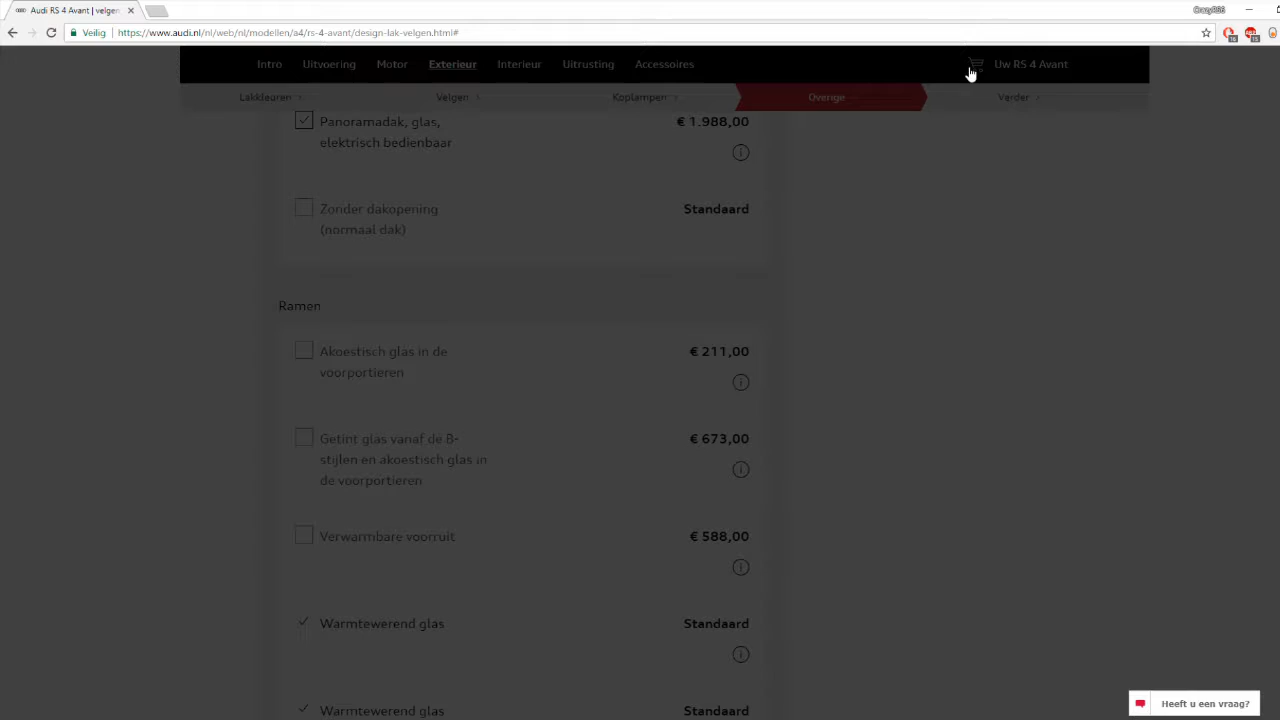 Audi RS 4 Avant | velgen
CrazyRS6
Veilig
https://www.audi.nl/nl/web/nl/modellen/a4/rs-4-avant/design-lak-velgen.html#
Intro Uitvoering Motor Exterieur Interieur Uitrusting Accessoires Uw RS 4 Avant
Lakkleuren Velgen Koplampen Overige Verder
Panoramadak, glas, € 1.988,00
elektrisch bedienbaar
Zonder dakopening Standaard
(normaal dak)
Ramen
Akoestisch glas in de € 211,00
voorportieren
Getint glas vanaf de B- € 673,00
stijlen en akoestisch glas in
de voorportieren
Verwarmbare voorruit € 588,00
Warmtewerend glas Standaard
Warmtewerend glas Standaard
Heeft u een vraag?